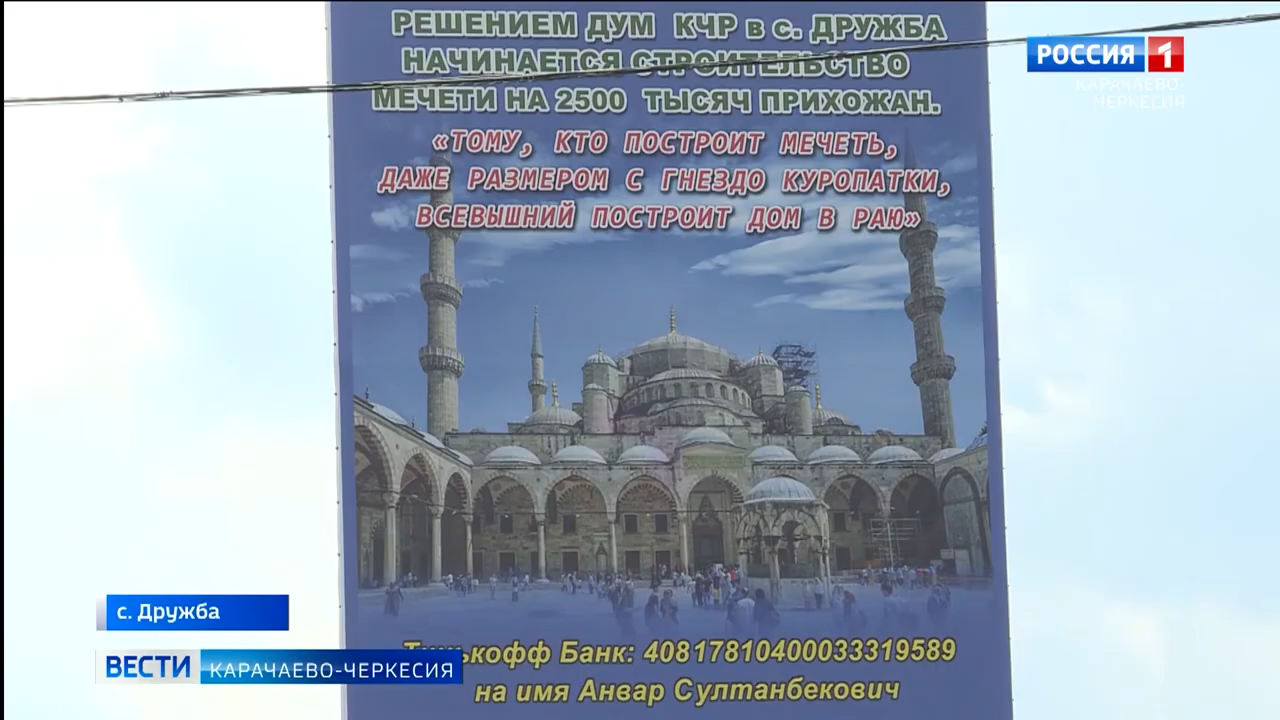 РЕШЕНИЕМ ДУМ КЧР в с. ДРУЖБА
НАЧИНАЕТСЯ СТРОИТЕЛЬСТВО
МЕЧЕТИ НА 2500 ТЫСЯЧ ПРИХОЖАН.
«ТОМУ, КТО ПОСТРОИТ МЕЧЕТЬ,
ДАЖЕ РАЗМЕРОМ С ГНЕЗДО КУРОПАТКИ,
ВСЕВЫШНИЙ ПОСТРОИТ ДОМ В РАЮ»
РОССИЯ 1
КАРАЧАЕВО-
ЧЕРКЕСИЯ
с. Дружба
Тинькофф Банк: 40817810400033319589
на имя Анвар Султанбекович
ВЕСТИ КАРАЧАЕВО-ЧЕРКЕСИЯ